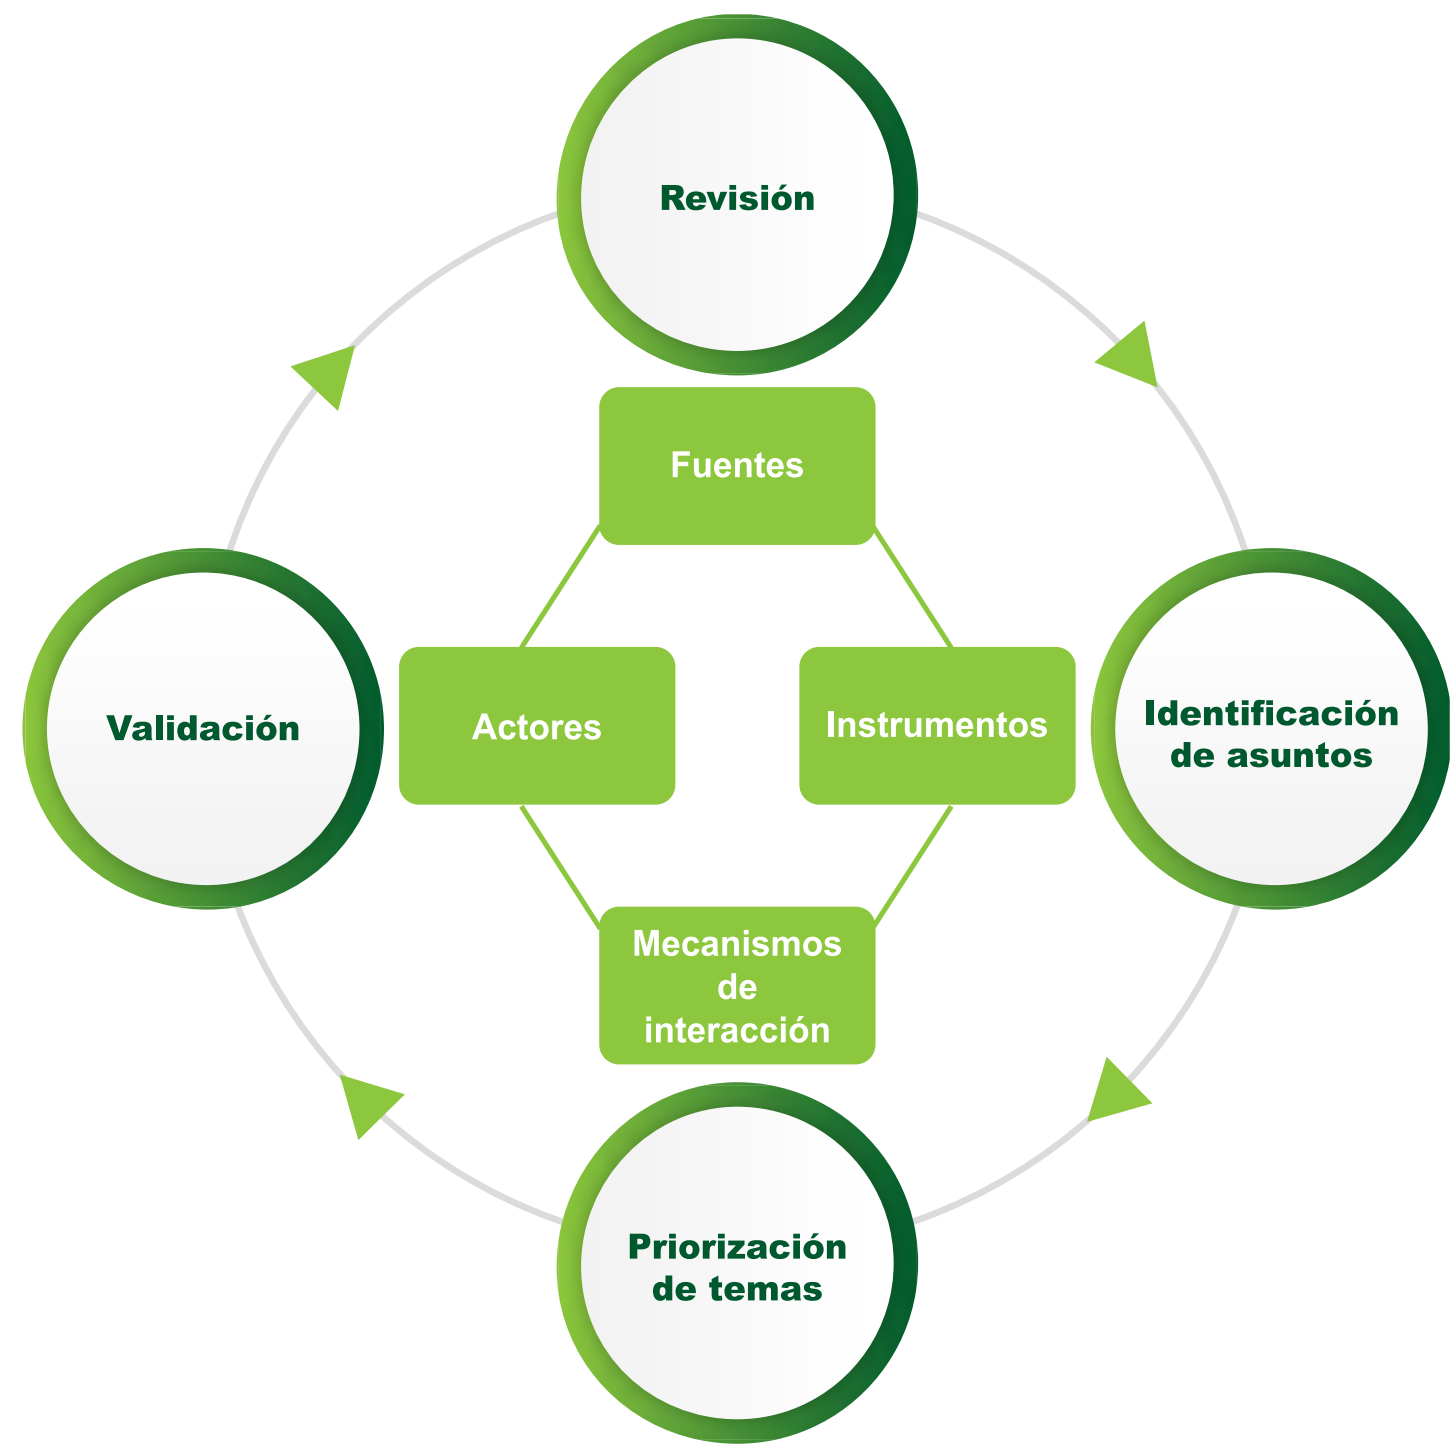 Revisión
Fuentes
Validación
Actores
Instrumentos
Identificación
de asuntos
Mecanismos
de
interacción
Priorización
de temas